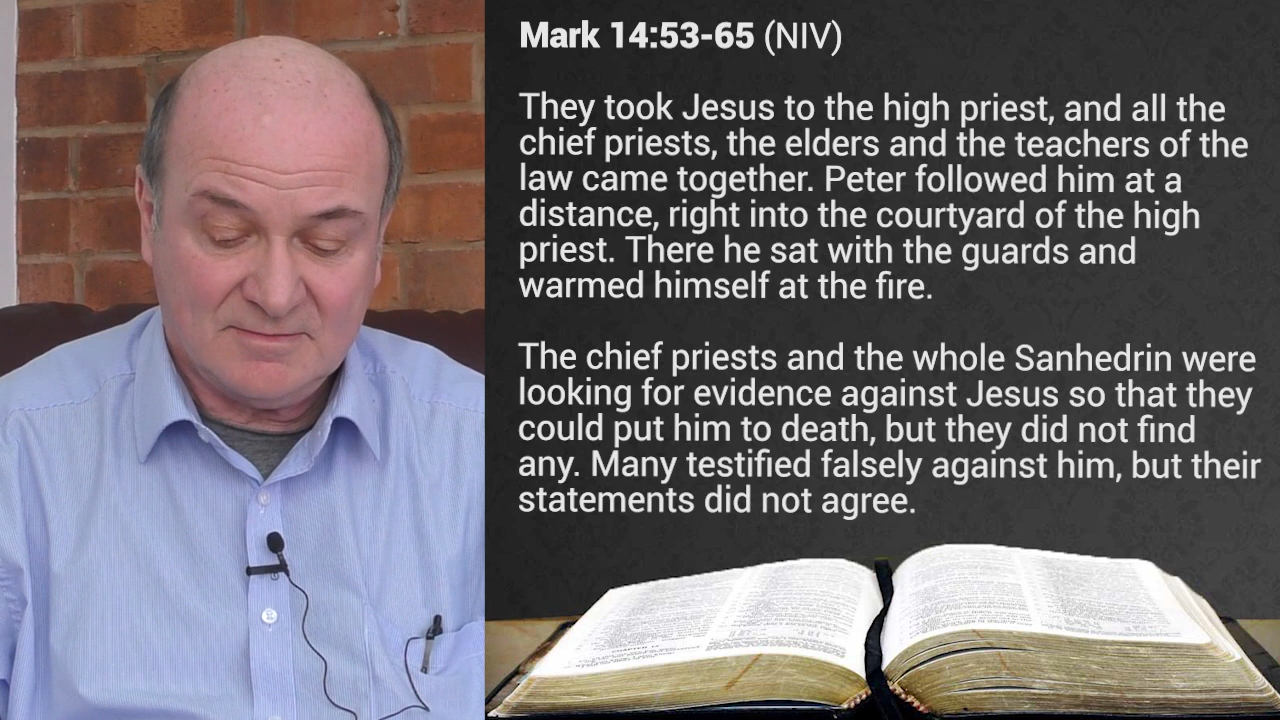 Mark 14:53-65 (NIV)
They took Jesus to the high priest, and all the
chief priests, the elders and the teachers of the
law came together. Peter followed him at a
distance, right into the courtyard of the high
priest. There he sat with the guards and
warmed himself at the fire.
The chief priests and the whole Sanhedrin were
looking for evidence against Jesus so that they
could put him to death, but they did not find
any. Many testified falsely against him, but their
statements did not agree.